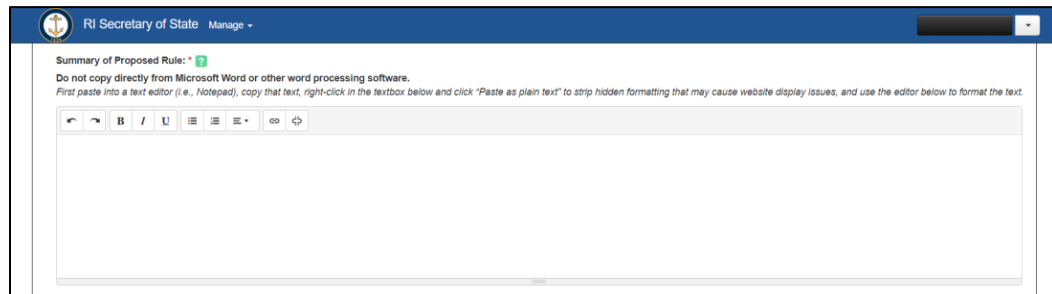 RI Secretary of State Manage
Summary of Proposed Rule: * ?
Do not copy directly from Microsoft Word or other word processing software.
First paste into a text editor (i.e., Notepad), copy that text, right-click in the textbox below and click "Paste as plain text" to strip hidden formatting that may cause website display issues, and use the editor below to format the text.
B I U